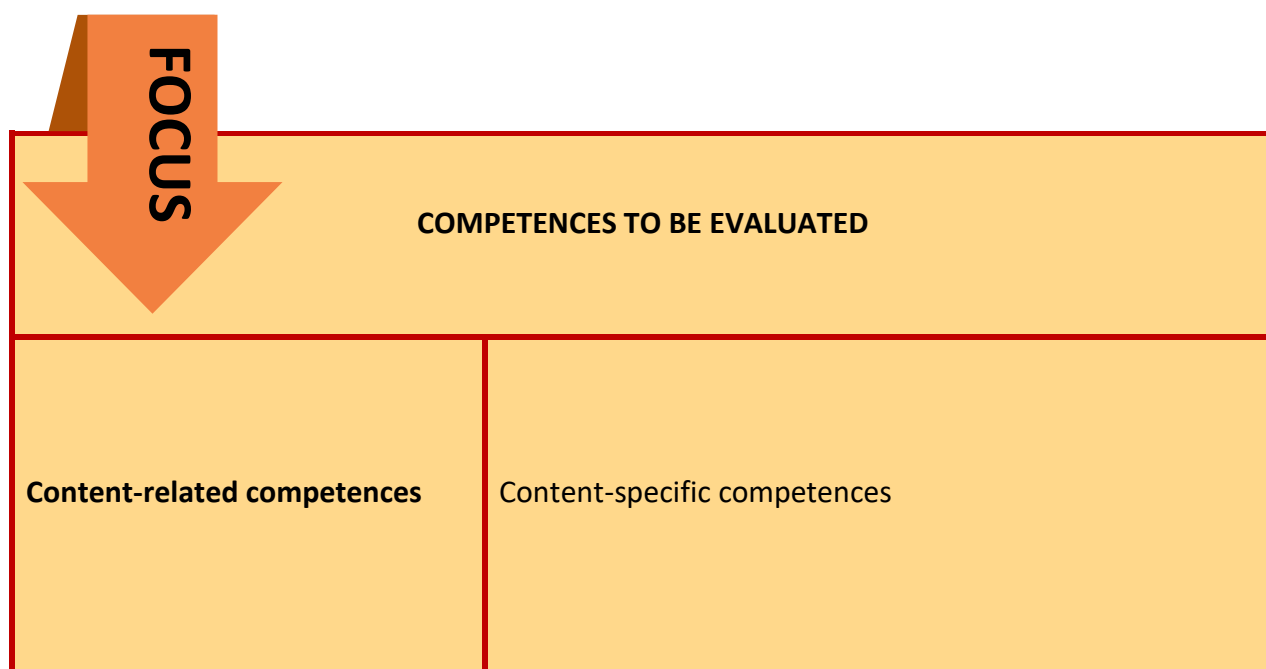 FOCUS
COMPETENCES TO BE EVALUATED
Content-related competences
Content-specific competences